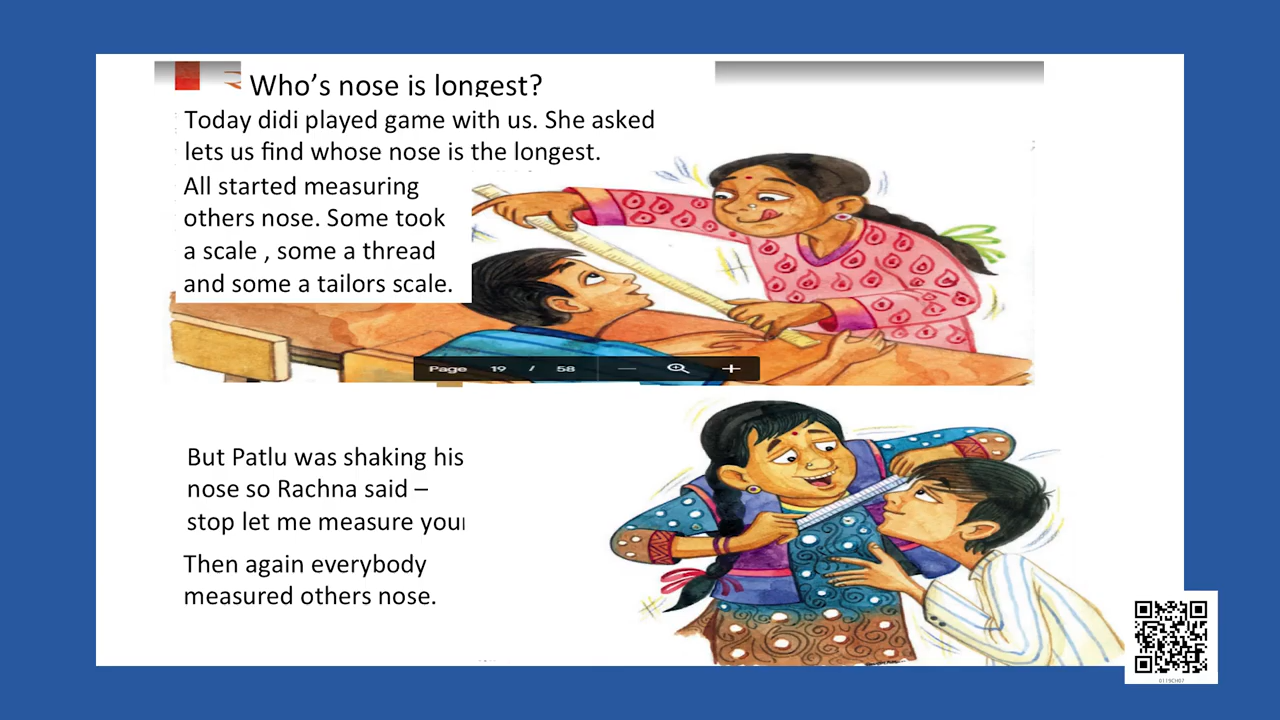 Who's nose is longest?
Today didi played game with us. She asked
lets us find whose nose is the longest.
All started measuring
others nose. Some took
a scale , some a thread
and some a tailors scale.
Page 19 / 58
But Patlu was shaking his
nose so Rachna said –
stop let me measure your
Then again everybody
measured others nose.
0119CH07